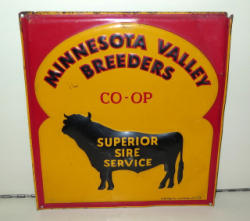 MINNESOTA VALLEY
BREEDERS
CO-OP
SUPERIOR
SIRE
SERVICE